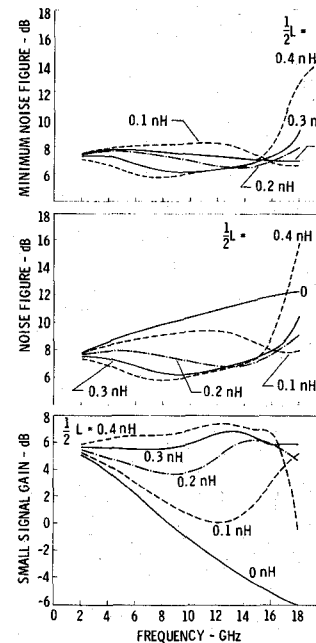 MINIMUM NOISE FIGURE - dB
18
16
14
12
10
8
6
1/2 L =
0.4 nH
0.3 n
0.1 nH
0.2 nH
NOISE FIGURE - dB
18
16
14
12
10
8
6
1/2 L =
0.4 nH
0
0.1 nH
0.2 nH
0.3 nH
SMALL SIGNAL GAIN - dB
8
6
4
2
0
-2
-4
-6
1/2 L = 0.4 nH
0.3 nH
0.2 nH
0.1 nH
0 nH
0 2 4 6 8 10 12 14 16 18
FREQUENCY - GHz